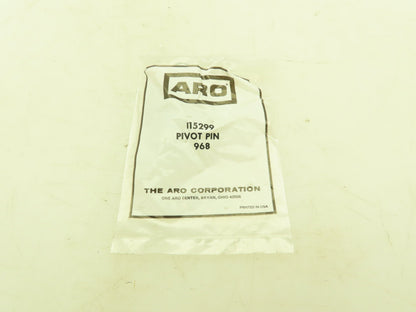 ARO
115299
PIVOT PIN
968
THE ARO CORPORATION
ONE ARO CENTER, BRYAN, OHIO 43506
PRINTED IN USA